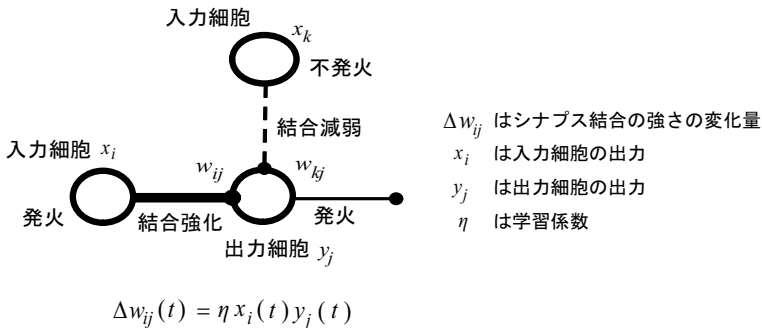 入力細胞
x_k
不発火
結合減弱
入力細胞 x_i
w_ij
w_kj
発火
結合強化
発火
出力細胞 y_j
Δw_ij はシナプス結合の強さの変化量
x_i は入力細胞の出力
y_j は出力細胞の出力
η は学習係数
Δw_ij(t) = η x_i(t) y_j(t)